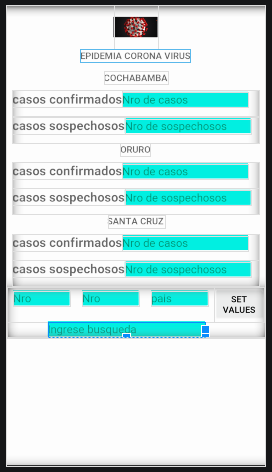 EPIDEMIA CORONA VIRUS
COCHABAMBA
casos confirmados Nro de casos
casos sospechosos Nro de sospechosos
ORURO
casos confirmados Nro de casos
casos sospechosos Nro de sospechosos
SANTA CRUZ
casos confirmados Nro de casos
casos sospechosos Nro de sospechosos
Nro Nro pais SET
VALUES
Ingrese busqueda